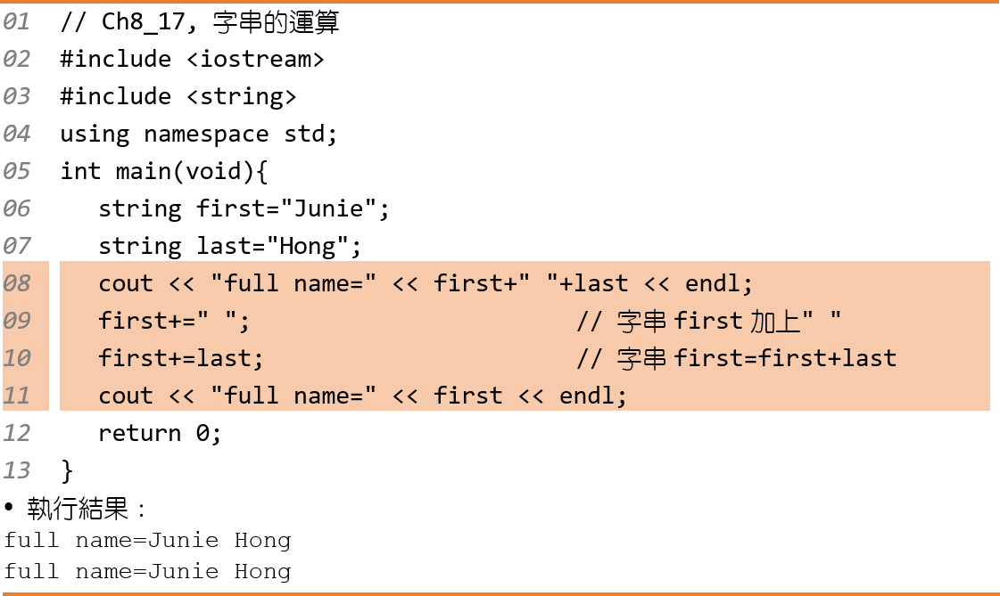 01 // Ch8_17, 字串的運算
02 #include <iostream>
03 #include <string>
04 using namespace std;
05 int main(void){
06 string first="Junie";
07 string last="Hong";
08 cout << "full name=" << first+" "+last << endl;
09 first+=" "; // 字串 first 加上" "
10 first+=last; // 字串 first=first+last
11 cout << "full name=" << first << endl;
12 return 0;
13 }
• 執行結果：
full name=Junie Hong
full name=Junie Hong